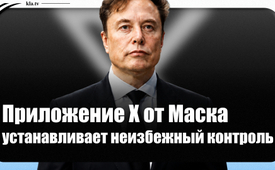 kla.tv
Приложение X от Маска
устанавливает неизбежный контроль